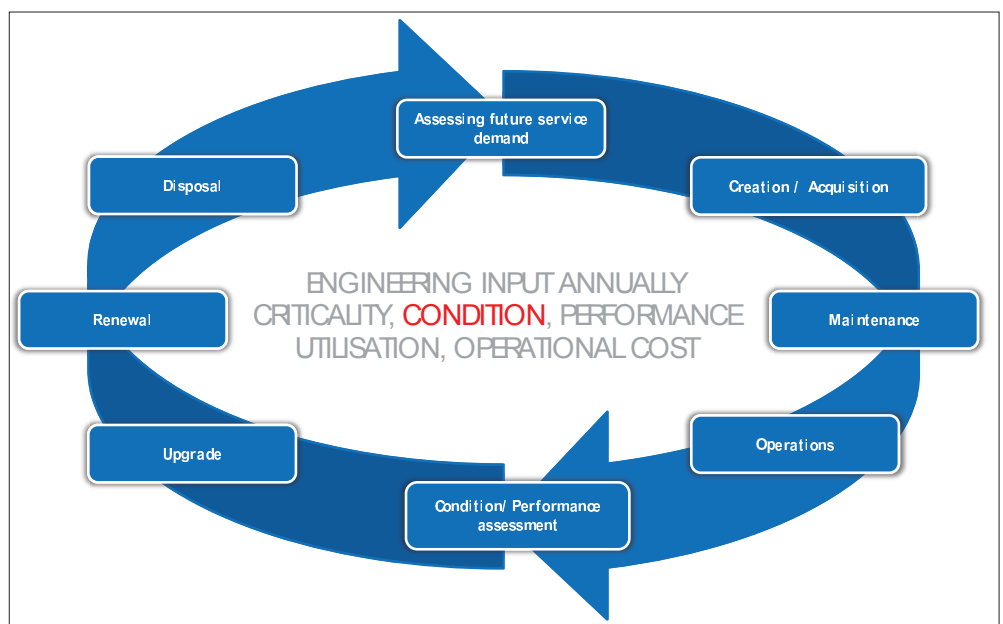 Assessing future service
demand
Creation / Acquisition
Maintenance
Operations
Condition/ Performance
assessment
Upgrade
Renewal
Disposal
ENGINEERING INPUT ANNUALLY
CRITICALITY, CONDITION, PERFORMANCE
UTILISATION, OPERATIONAL COST